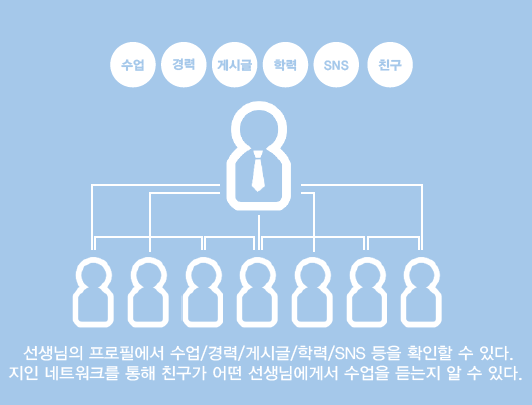 수업 경력 게시글 학력 SNS 친구
선생님의 프로필에서 수업/경력/게시글/학력/SNS 등을 확인할 수 있다.
지인 네트워크를 통해 친구가 어떤 선생님에게서 수업을 듣는지 알 수 있다.